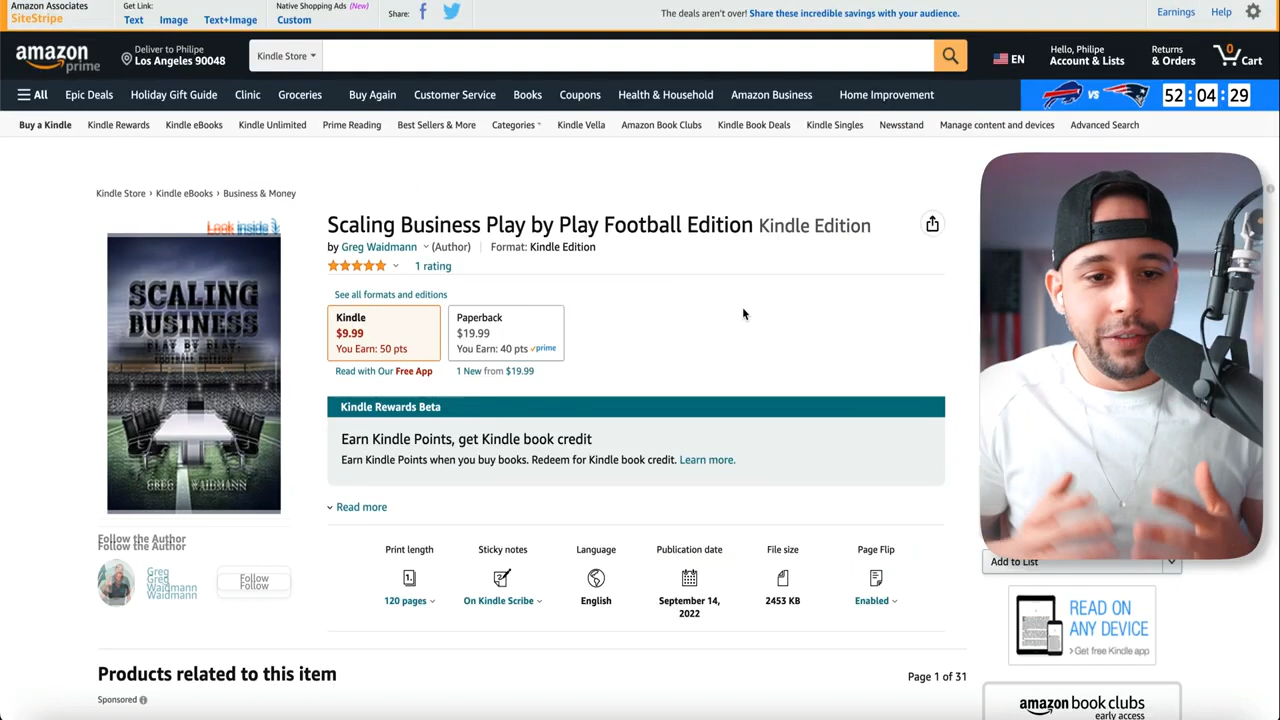 Amazon Associates
SiteStripe
Get Link:
Text Image Text+Image
Native Shopping Ads (New)
Custom
Share:
The deals aren't over! Share these incredible savings with your audience.
Earnings Help
amazon prime
Deliver to Philipe
Los Angeles 90048
Kindle Store
EN
Hello, Philipe
Account & Lists
Returns
& Orders
0
Cart
All Epic Deals Holiday Gift Guide Clinic Groceries Buy Again Customer Service Books Coupons Health & Household Amazon Business Home Improvement
VS
52:04:29
Buy a Kindle Kindle Rewards Kindle eBooks Kindle Unlimited Prime Reading Best Sellers & More Categories Kindle Vella Amazon Book Clubs Kindle Book Deals Kindle Singles Newsstand Manage content and devices Advanced Search
Kindle Store › Kindle eBooks › Business & Money
Look inside
SCALING
BUSINESS
PLAY BY PLAY
FOOTBALL EDITION
GREG WAIDMANN
Scaling Business Play by Play Football Edition Kindle Edition
by Greg Waidmann (Author) | Format: Kindle Edition
1 rating
See all formats and editions
Kindle
$9.99
You Earn: 50 pts
Paperback
$19.99
You Earn: 40 pts prime
Read with Our Free App
1 New from $19.99
Kindle Rewards Beta
Earn Kindle Points, get Kindle book credit
Earn Kindle Points when you buy books. Redeem for Kindle book credit. Learn more.
Read more
Follow the Author
Follow the Author
Greg
Greg
Waidmann
Waidmann
Follow
Follow
Print length
120 pages
Sticky notes
On Kindle Scribe
Language
English
Publication date
September 14,
2022
File size
2453 KB
Page Flip
Enabled
Add to List
READ ON
ANY DEVICE
› Get free Kindle app
Products related to this item
Page 1 of 31
Sponsored
amazon book clubs
early access